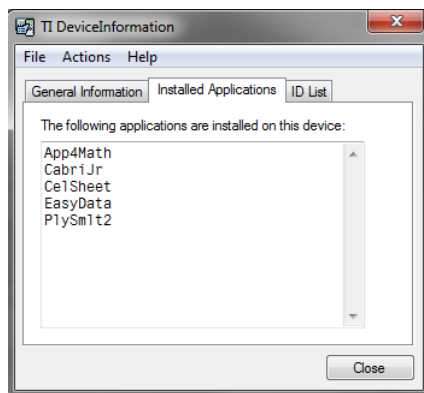 TI DeviceInformation
File Actions Help
General Information Installed Applications ID List
The following applications are installed on this device:
App4Math
CabriJr
CelSheet
EasyData
PlySmlt2
Close